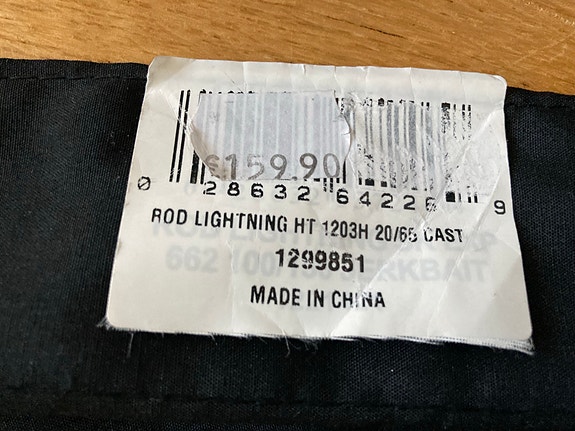 159.90
0 28632 64226 9
ROD LIGHTNING HT 1203H 20/65 CAST
1299851
MADE IN CHINA